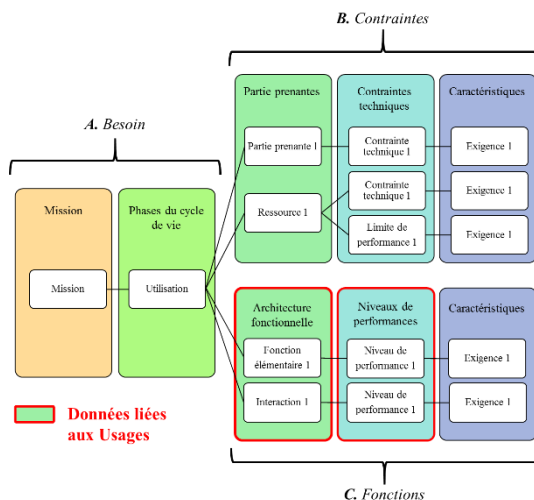 B. Contraintes
Partie prenantes
Contraintes
techniques
Caractéristiques
A. Besoin
Partie prenante 1
Contrainte
technique 1
Exigence 1
Contrainte
technique 1
Exigence 1
Ressource 1
Limite de
performance 1
Exigence 1
Mission
Phases du cycle
de vie
Mission
Utilisation
Architecture
fonctionnelle
Niveaux de
performances
Caractéristiques
Fonction
élémentaire 1
Niveau de
performance 1
Exigence 1
Interaction 1
Niveau de
performance 1
Exigence 1
Données liées
aux Usages
C. Fonctions